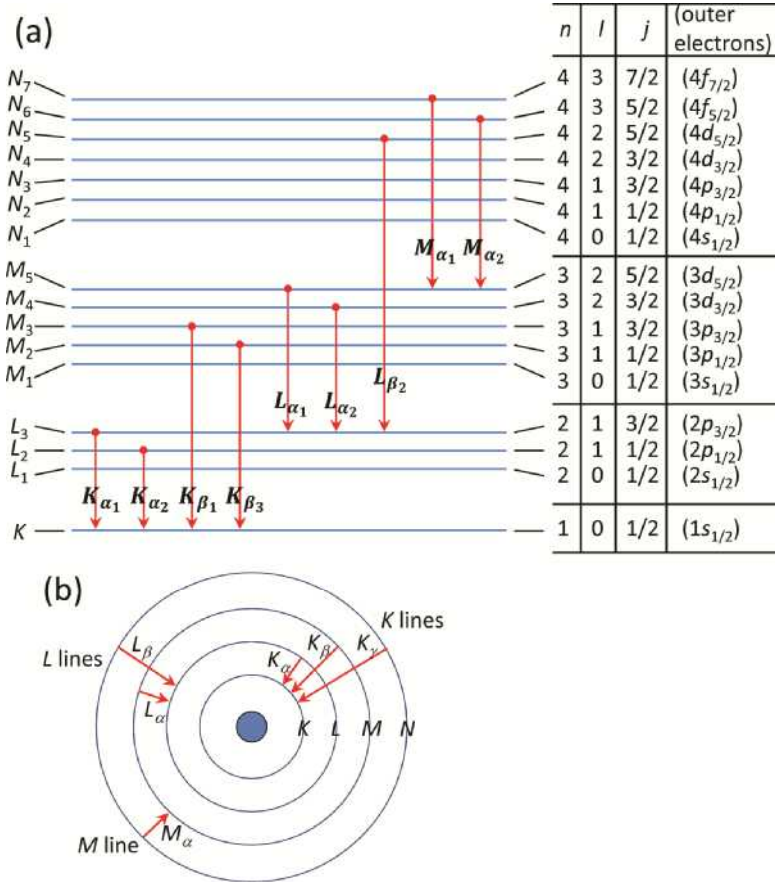 (a)
n l j (outer electrons)
N₇ 4 3 7/2 (4f₇/₂)
N₆ 4 3 5/2 (4f₅/₂)
N₅ 4 2 5/2 (4d₅/₂)
N₄ 4 2 3/2 (4d₃/₂)
N₃ 4 1 3/2 (4p₃/₂)
N₂ 4 1 1/2 (4p₁/₂)
N₁ 4 0 1/2 (4s₁/₂)
Mα₁ Mα₂
M₅ 3 2 5/2 (3d₅/₂)
M₄ 3 2 3/2 (3d₃/₂)
M₃ 3 1 3/2 (3p₃/₂)
M₂ 3 1 1/2 (3p₁/₂)
M₁ 3 0 1/2 (3s₁/₂)
Lα₁ Lα₂ Lβ₂
L₃ 2 1 3/2 (2p₃/₂)
L₂ 2 1 1/2 (2p₁/₂)
L₁ 2 0 1/2 (2s₁/₂)
Kα₁ Kα₂ Kβ₁ Kβ₃
K 1 0 1/2 (1s₁/₂)
(b)
K lines
L lines
Lβ Kα Kβ Kγ
Lα
K L M N
M line
Mα